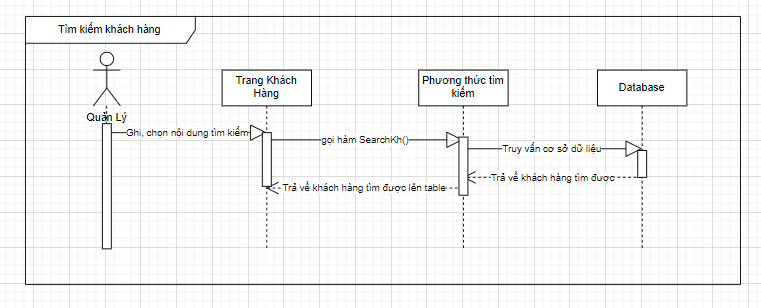 Tìm kiếm khách hàng
Trang Khách
Hàng
Phương thức tìm
kiếm
Database
Quản Lý
Ghi, chọn nội dung tìm kiếm
gọi hàm SearchKh()
Truy vấn cơ sở dữ liệu
Trả về khách hàng tìm được
Trả về khách hàng tìm được lên table